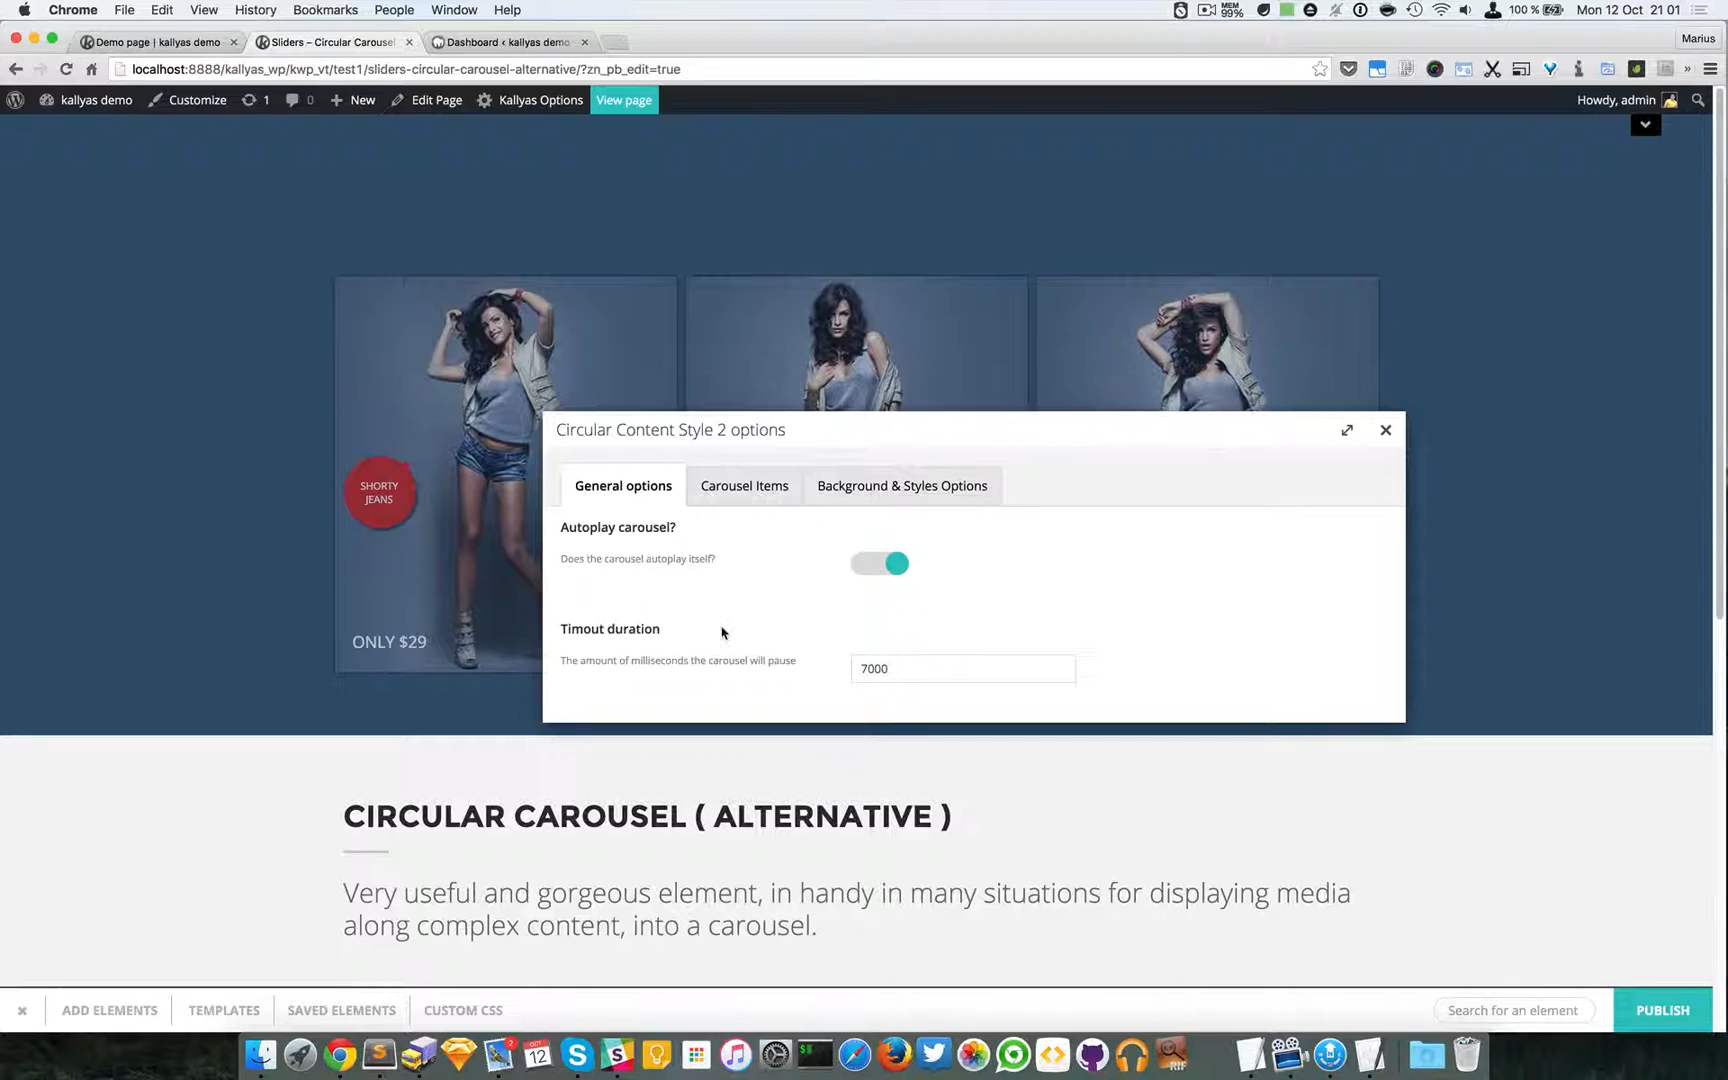 Chrome File Edit View History Bookmarks People Window Help MEM 99% 100% Mon 12 Oct 21 01
Demo page | kallyas demo Sliders – Circular Carousel Dashboard ‹ kallyas demo Marius
localhost:8888/kallyas_wp/kwp_vt/test1/sliders-circular-carousel-alternative/?zn_pb_edit=true
kallyas demo Customize 1 0 New Edit Page Kallyas Options View page Howdy, admin
SHORTY
JEANS
ONLY $29
Circular Content Style 2 options
General options Carousel Items Background & Styles Options
Autoplay carousel?
Does the carousel autoplay itself?
Timout duration
The amount of milliseconds the carousel will pause
7000
CIRCULAR CAROUSEL ( ALTERNATIVE )
Very useful and gorgeous element, in handy in many situations for displaying media
along complex content, into a carousel.
ADD ELEMENTS TEMPLATES SAVED ELEMENTS CUSTOM CSS Search for an element PUBLISH
2 OCT 12 RIF